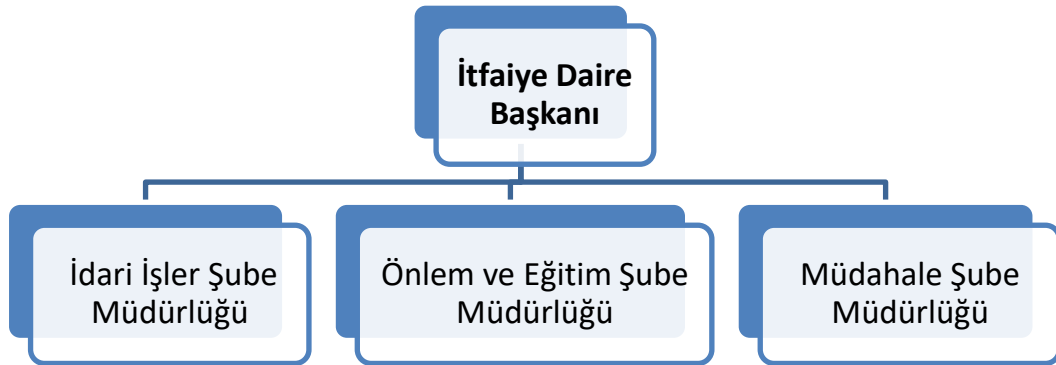 İtfaiye Daire
Başkanı
İdari İşler Şube
Müdürlüğü
Önlem ve Eğitim Şube
Müdürlüğü
Müdahale Şube
Müdürlüğü